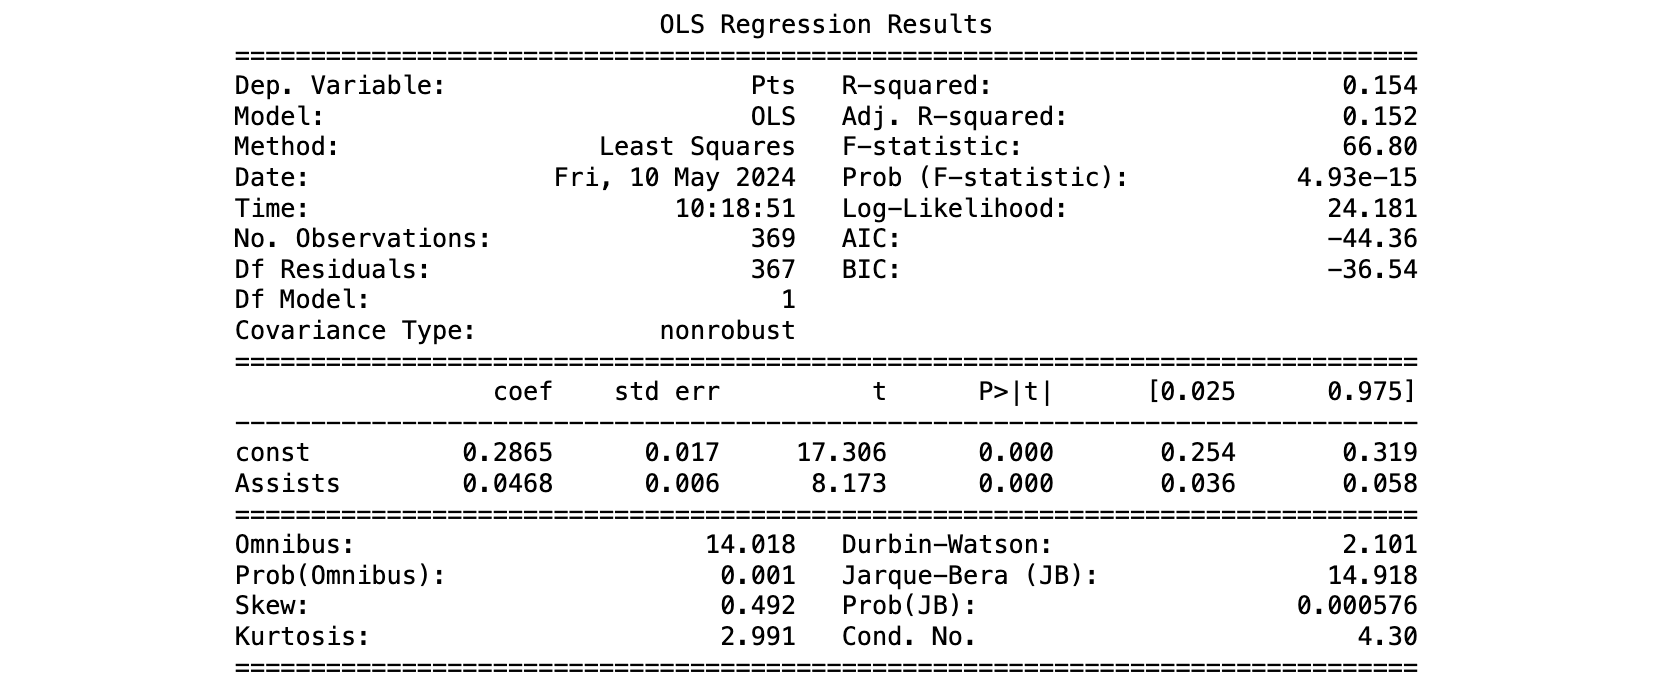 OLS Regression Results
==============================================================================
Dep. Variable:                    Pts   R-squared:                       0.154
Model:                            OLS   Adj. R-squared:                  0.152
Method:                 Least Squares   F-statistic:                     66.80
Date:                Fri, 10 May 2024   Prob (F-statistic):           4.93e-15
Time:                        10:18:51   Log-Likelihood:                 24.181
No. Observations:                 369   AIC:                            -44.36
Df Residuals:                     367   BIC:                            -36.54
Df Model:                           1
Covariance Type:            nonrobust
==============================================================================
                 coef    std err          t      P>|t|      [0.025      0.975]
------------------------------------------------------------------------------
const          0.2865      0.017     17.306      0.000       0.254       0.319
Assists        0.0468      0.006      8.173      0.000       0.036       0.058
==============================================================================
Omnibus:                       14.018   Durbin-Watson:                   2.101
Prob(Omnibus):                  0.001   Jarque-Bera (JB):               14.918
Skew:                           0.492   Prob(JB):                     0.000576
Kurtosis:                       2.991   Cond. No.                         4.30
==============================================================================